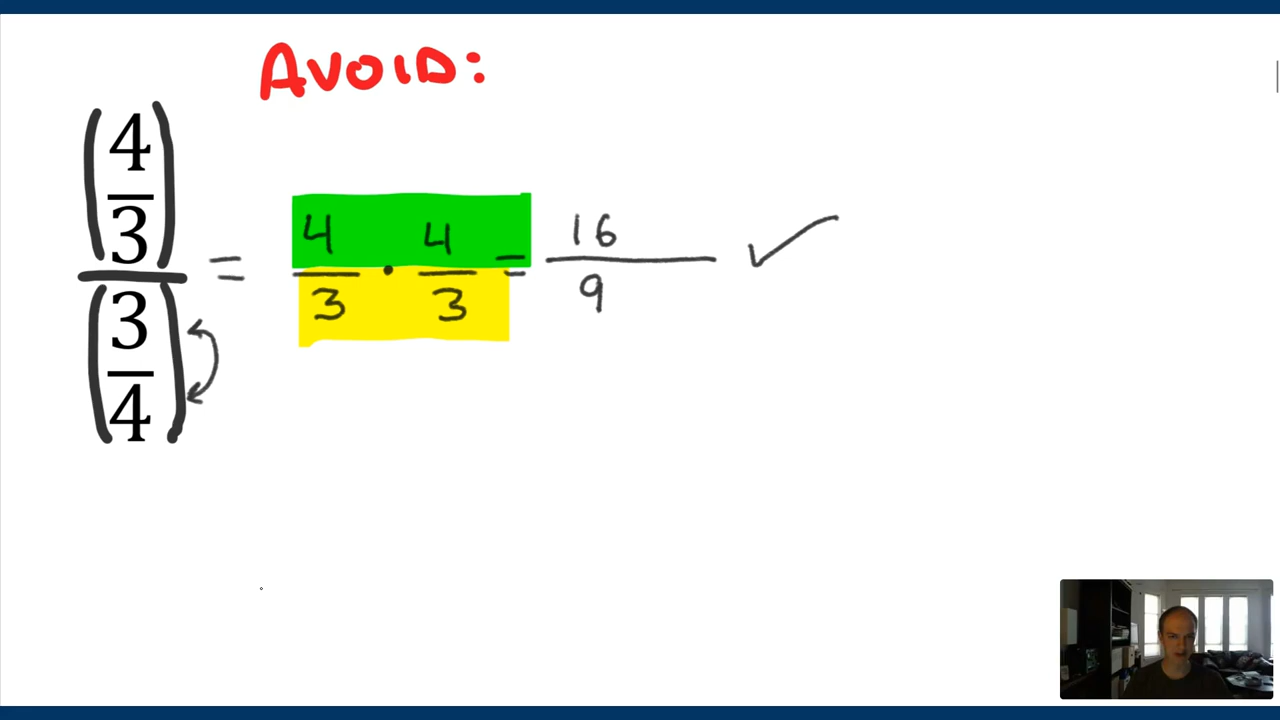 AVOID:
(4/3)/(3/4) = 4/3 · 4/3 = 16/9 ✓